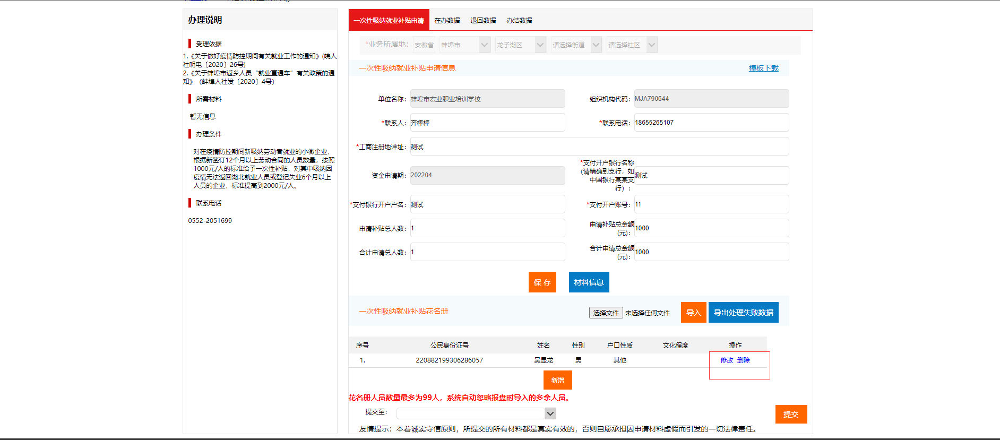 办理说明
受理依据
1.《关于做好疫情防控期间有关就业工作的通知》(皖人
社明电〔2020〕26号)
2.《关于蚌埠市返乡人员“就业直通车”有关政策的通
知》（蚌埠人社发〔2020〕4号）
所需材料
暂无信息
办理条件
对在疫情防控期间新吸纳劳动者就业的小微企业，
根据新签订12个月以上劳动合同的人员数量，按照
1000元/人的标准给予一次性补贴，对其中吸纳因
疫情无法返回湖北就业人员或登记失业6个月以上
人员的企业，标准提高到2000元/人。
联系电话
0552-2051699
一次性吸纳就业补贴申请 在办数据 退回数据 办结数据
*业务所属地： 安徽省 蚌埠市 龙子湖区 请选择街道 请选择社区
一次性吸纳就业补贴申请信息 模板下载
单位名称： 蚌埠市宏业职业培训学校 组织机构代码： MJA790644
*联系人： 齐棒棒 *联系电话： 18655265107
*工商注册地详址： 测试
资金申请期： 202204
*支付开户银行名称
（请精确到支行，如
中国银行某某支
行）： 测试
*支付银行开户户名： 测试 *支付开户账号： 11
申请补贴总人数： 1 申请补贴总金额
(元)： 1000
合计申请总人数： 1 合计申请总金额
(元)： 1000
保 存 材料信息
一次性吸纳就业补贴花名册 选择文件 未选择任何文件 导入 导出处理失败数据
序号 公民身份证号 姓名 性别 户口性质 文化程度 操作
1. 220882199306286057 吴显龙 男 其他 修改 删除
新增
花名册人员数量最多为99人，系统自动忽略报盘时导入的多余人员。
提交至： 提交
友情提示：本着诚实守信原则，所提交的所有材料都是真实有效的，否则自愿承担因申请材料虚假而引发的一切法律责任。